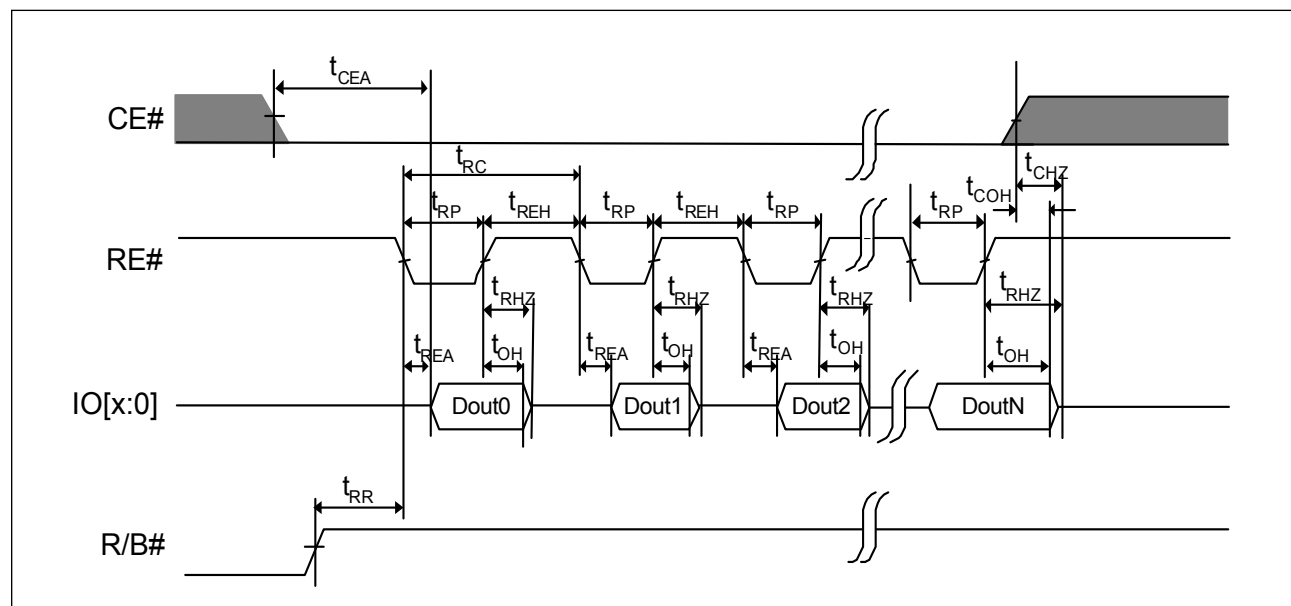 tCEA
CE#
tRC
tCHZ
tCOH
tRP tREH tRP tREH tRP tRP
RE#
tRHZ tRHZ tRHZ tRHZ
tREA tOH tREA tOH tREA tOH tOH
IO[x:0] Dout0 Dout1 Dout2 DoutN
tRR
R/B#